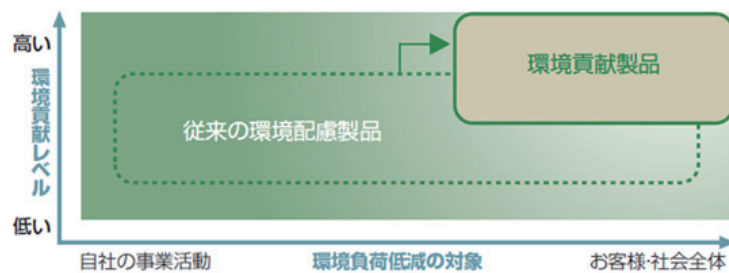 高い
環境貢献製品
環境貢献レベル
従来の環境配慮製品
低い
自社の事業活動
環境負荷低減の対象
お客様・社会全体